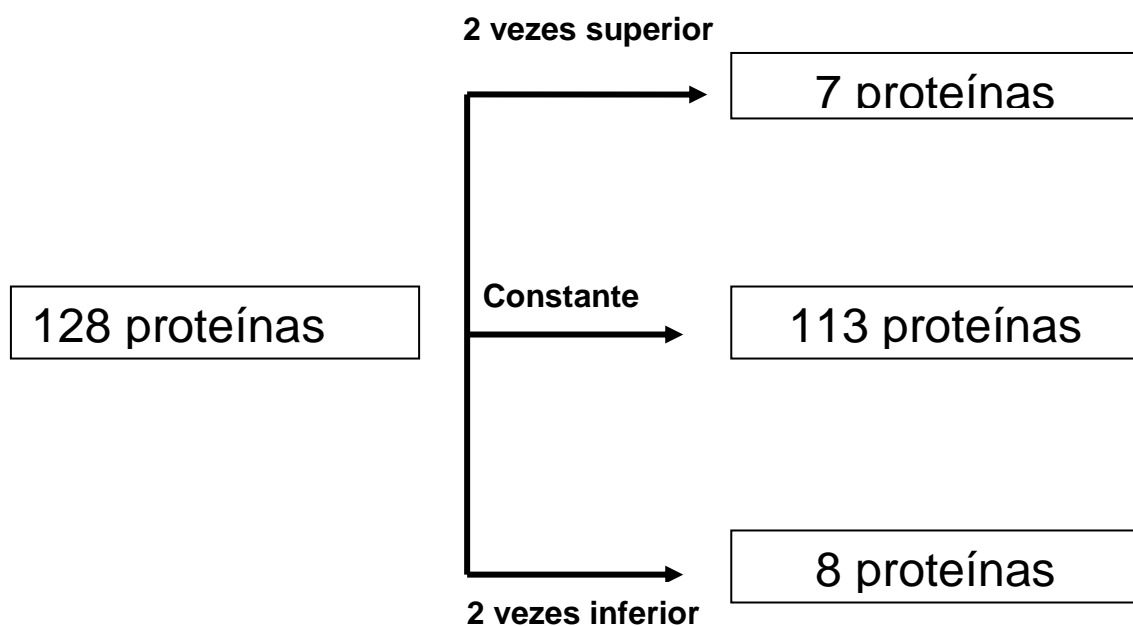 2 vezes superior
7 proteínas
Constante
128 proteínas
113 proteínas
8 proteínas
2 vezes inferior